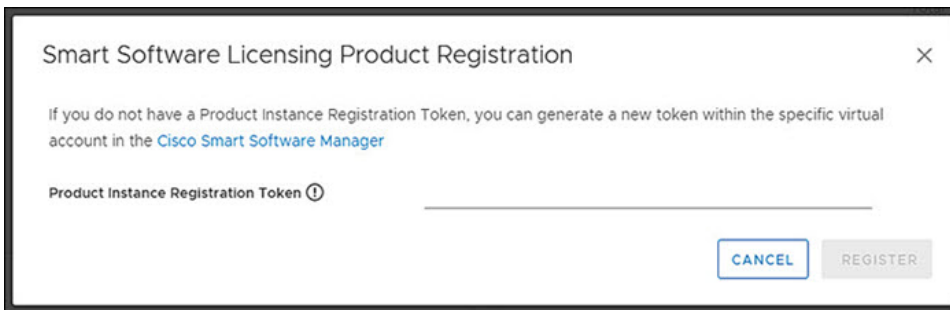 Smart Software Licensing Product Registration
If you do not have a Product Instance Registration Token, you can generate a new token within the specific virtual
account in the Cisco Smart Software Manager
Product Instance Registration Token
CANCEL REGISTER